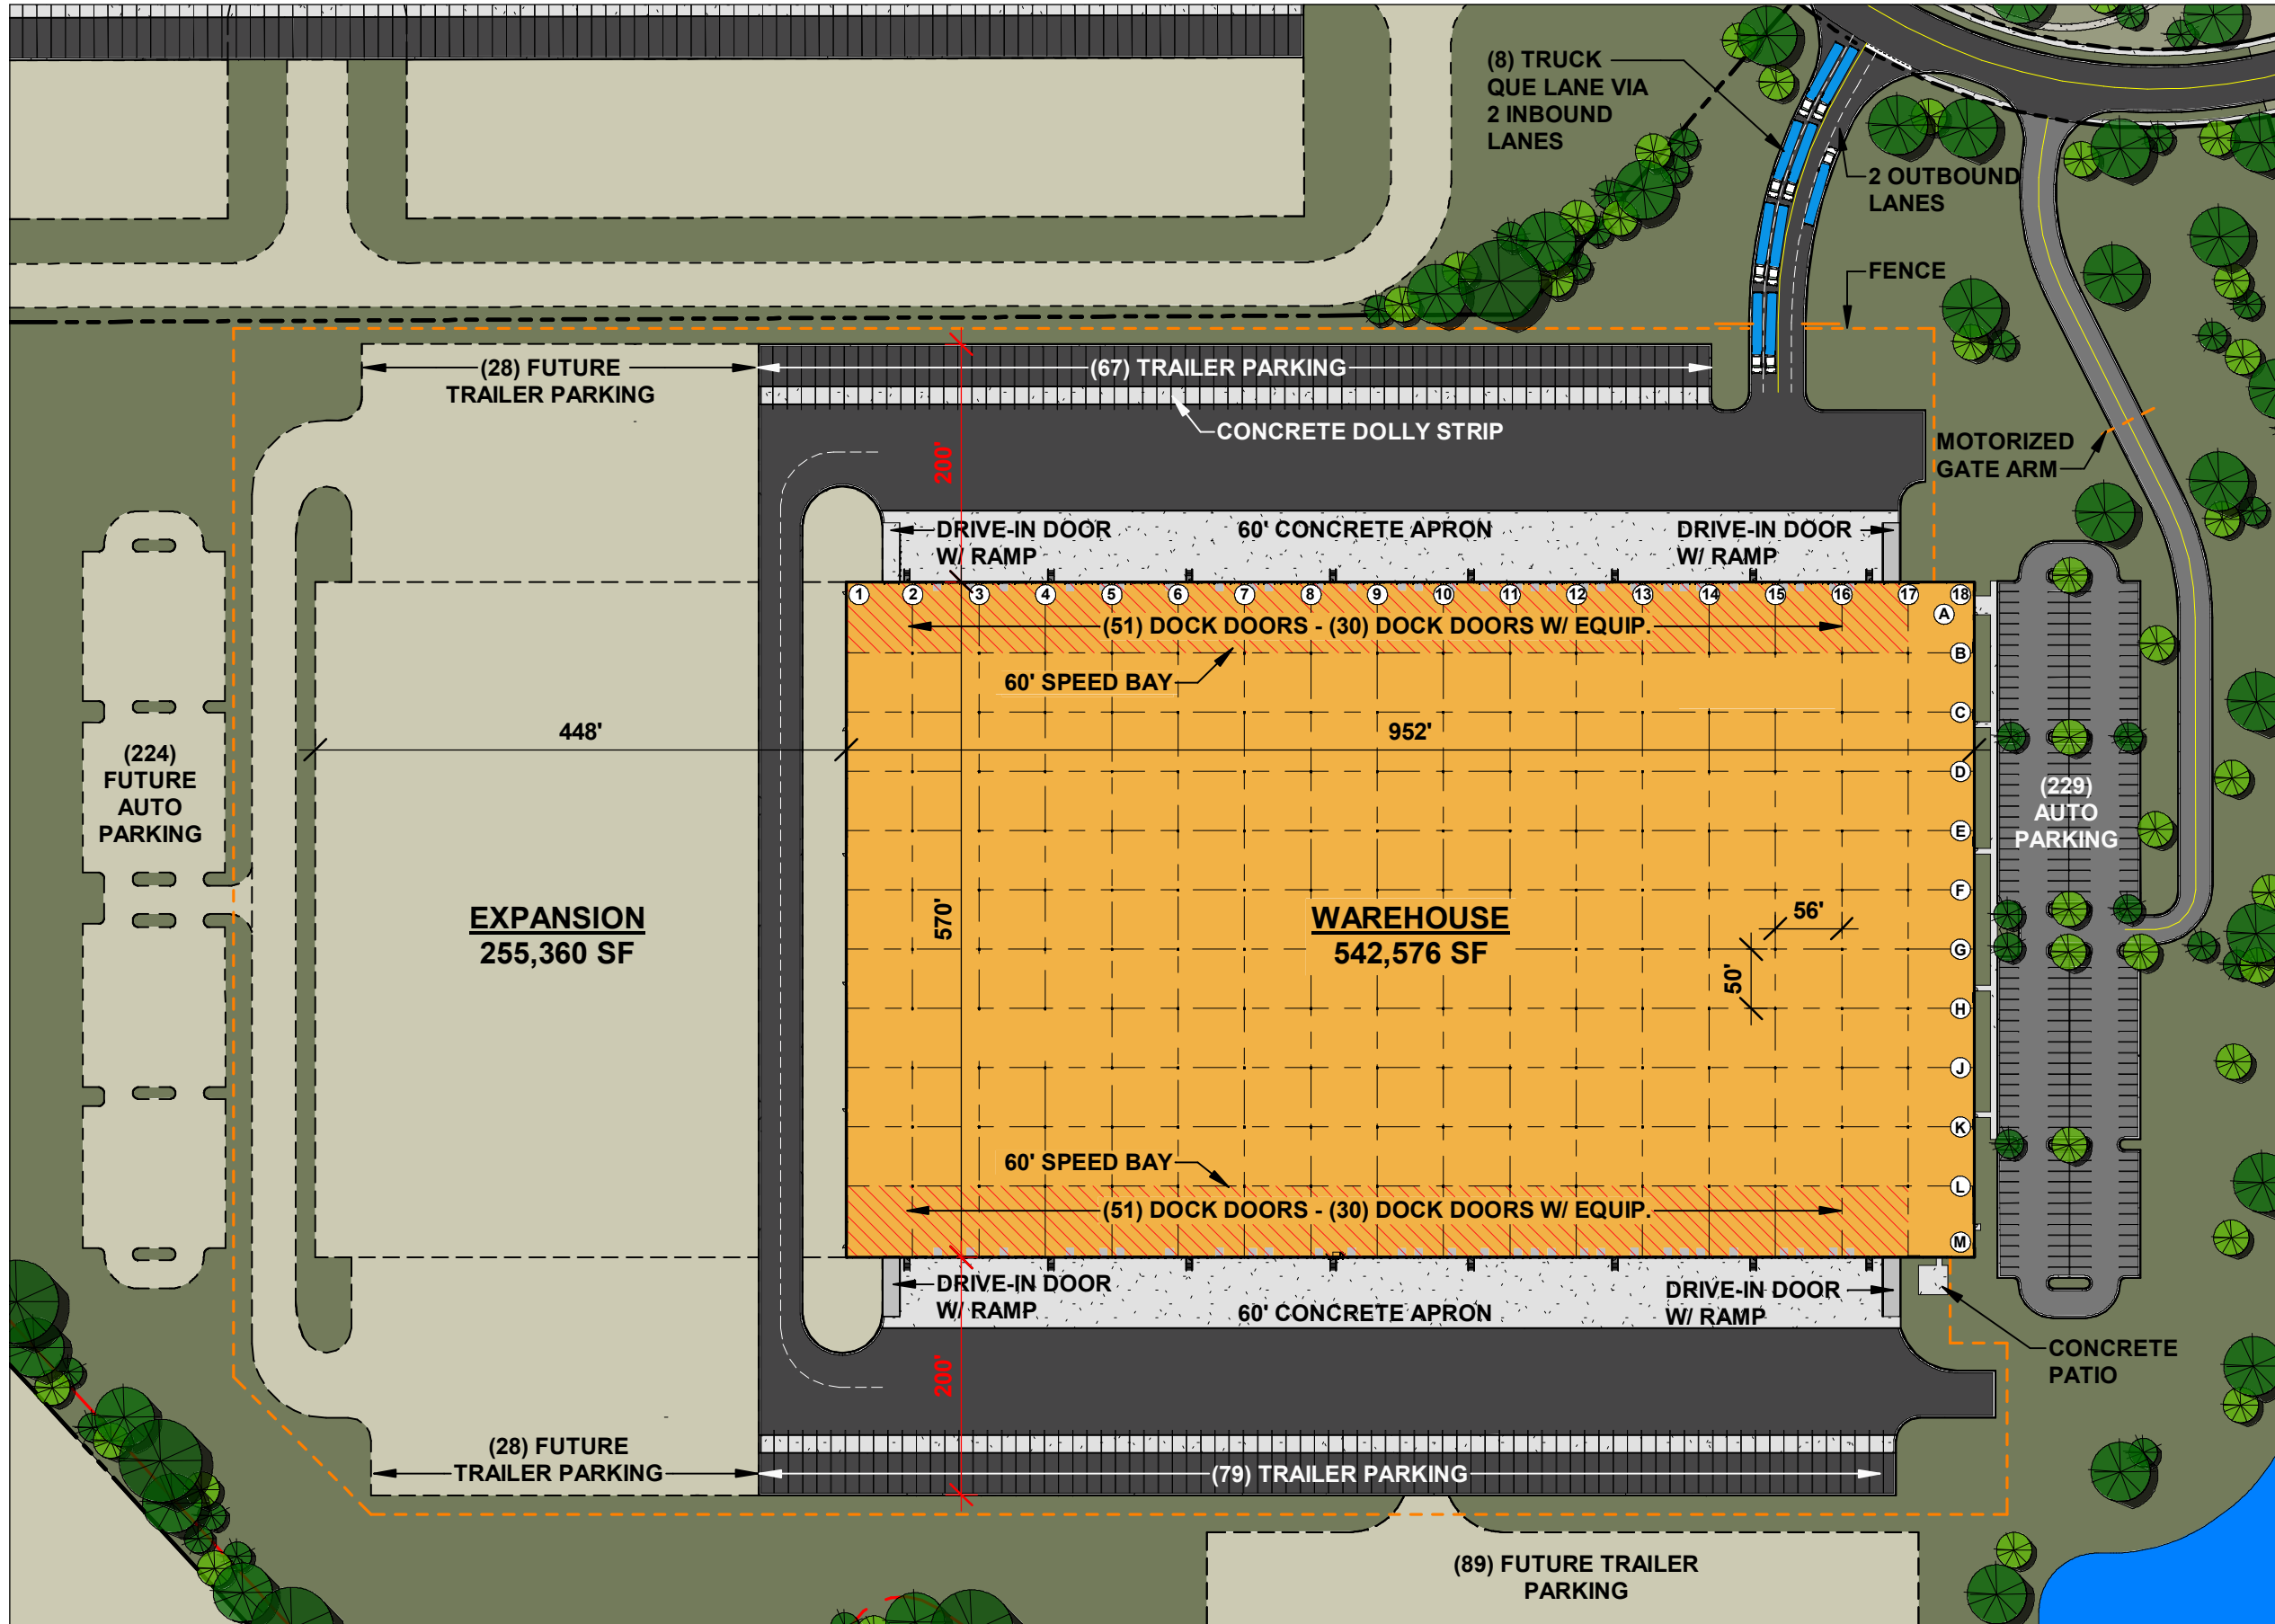 (8) TRUCK
QUE LANE VIA
2 INBOUND
LANES
2 OUTBOUND
LANES
FENCE
(28) FUTURE
TRAILER PARKING
(67) TRAILER PARKING
CONCRETE DOLLY STRIP
MOTORIZED
GATE ARM
200'
DRIVE-IN DOOR
W/ RAMP
60' CONCRETE APRON
DRIVE-IN DOOR
W/ RAMP
1 2 3 4 5 6 7 8 9 10 11 12 13 14 15 16 17 18
A
(51) DOCK DOORS - (30) DOCK DOORS W/ EQUIP.
B
60' SPEED BAY
C
448'
952'
(224)
FUTURE
AUTO
PARKING
D
(229)
AUTO
PARKING
E
F
EXPANSION
255,360 SF
570'
WAREHOUSE
542,576 SF
56'
G
50'
H
J
K
60' SPEED BAY
L
(51) DOCK DOORS - (30) DOCK DOORS W/ EQUIP.
M
DRIVE-IN DOOR
W/ RAMP
60' CONCRETE APRON
DRIVE-IN DOOR
W/ RAMP
CONCRETE
PATIO
200'
(28) FUTURE
TRAILER PARKING
(79) TRAILER PARKING
(89) FUTURE TRAILER
PARKING